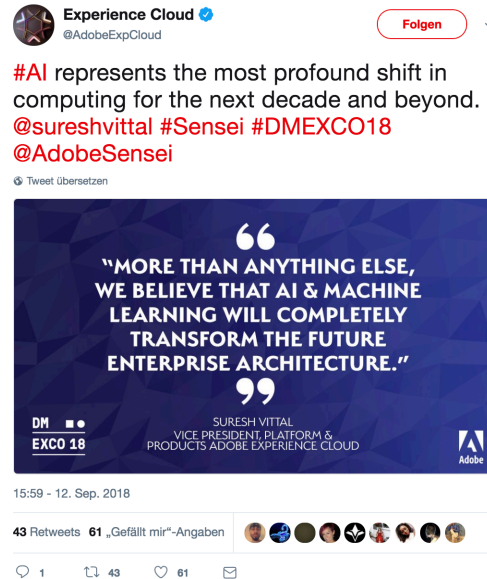 Experience Cloud
@AdobeExpCloud
Folgen
#AI represents the most profound shift in
computing for the next decade and beyond.
@sureshvittal #Sensei #DMEXCO18
@AdobeSensei
Tweet übersetzen
“
“MORE THAN ANYTHING ELSE,
WE BELIEVE THAT AI & MACHINE
LEARNING WILL COMPLETELY
TRANSFORM THE FUTURE
ENTERPRISE ARCHITECTURE.”
”
SURESH VITTAL
VICE PRESIDENT, PLATFORM &
PRODUCTS ADOBE EXPERIENCE CLOUD
DM
EXCO 18
Adobe
15:59 - 12. Sep. 2018
43 Retweets 61 „Gefällt mir“-Angaben
1 43 61